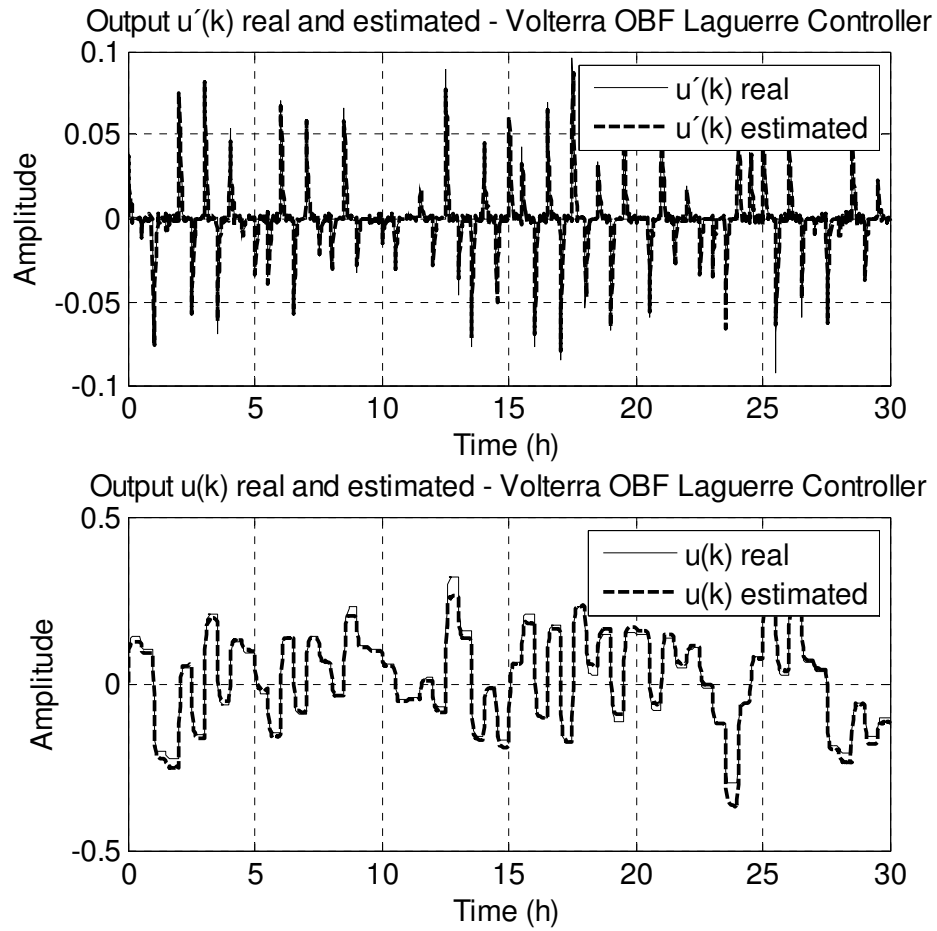 Output u´(k) real and estimated - Volterra OBF Laguerre Controller
0.1
0.05
0
-0.05
-0.1
Amplitude
u´(k) real
u´(k) estimated
0 5 10 15 20 25 30
Time (h)
Output u(k) real and estimated - Volterra OBF Laguerre Controller
0.5
0
-0.5
Amplitude
u(k) real
u(k) estimated
0 5 10 15 20 25 30
Time (h)